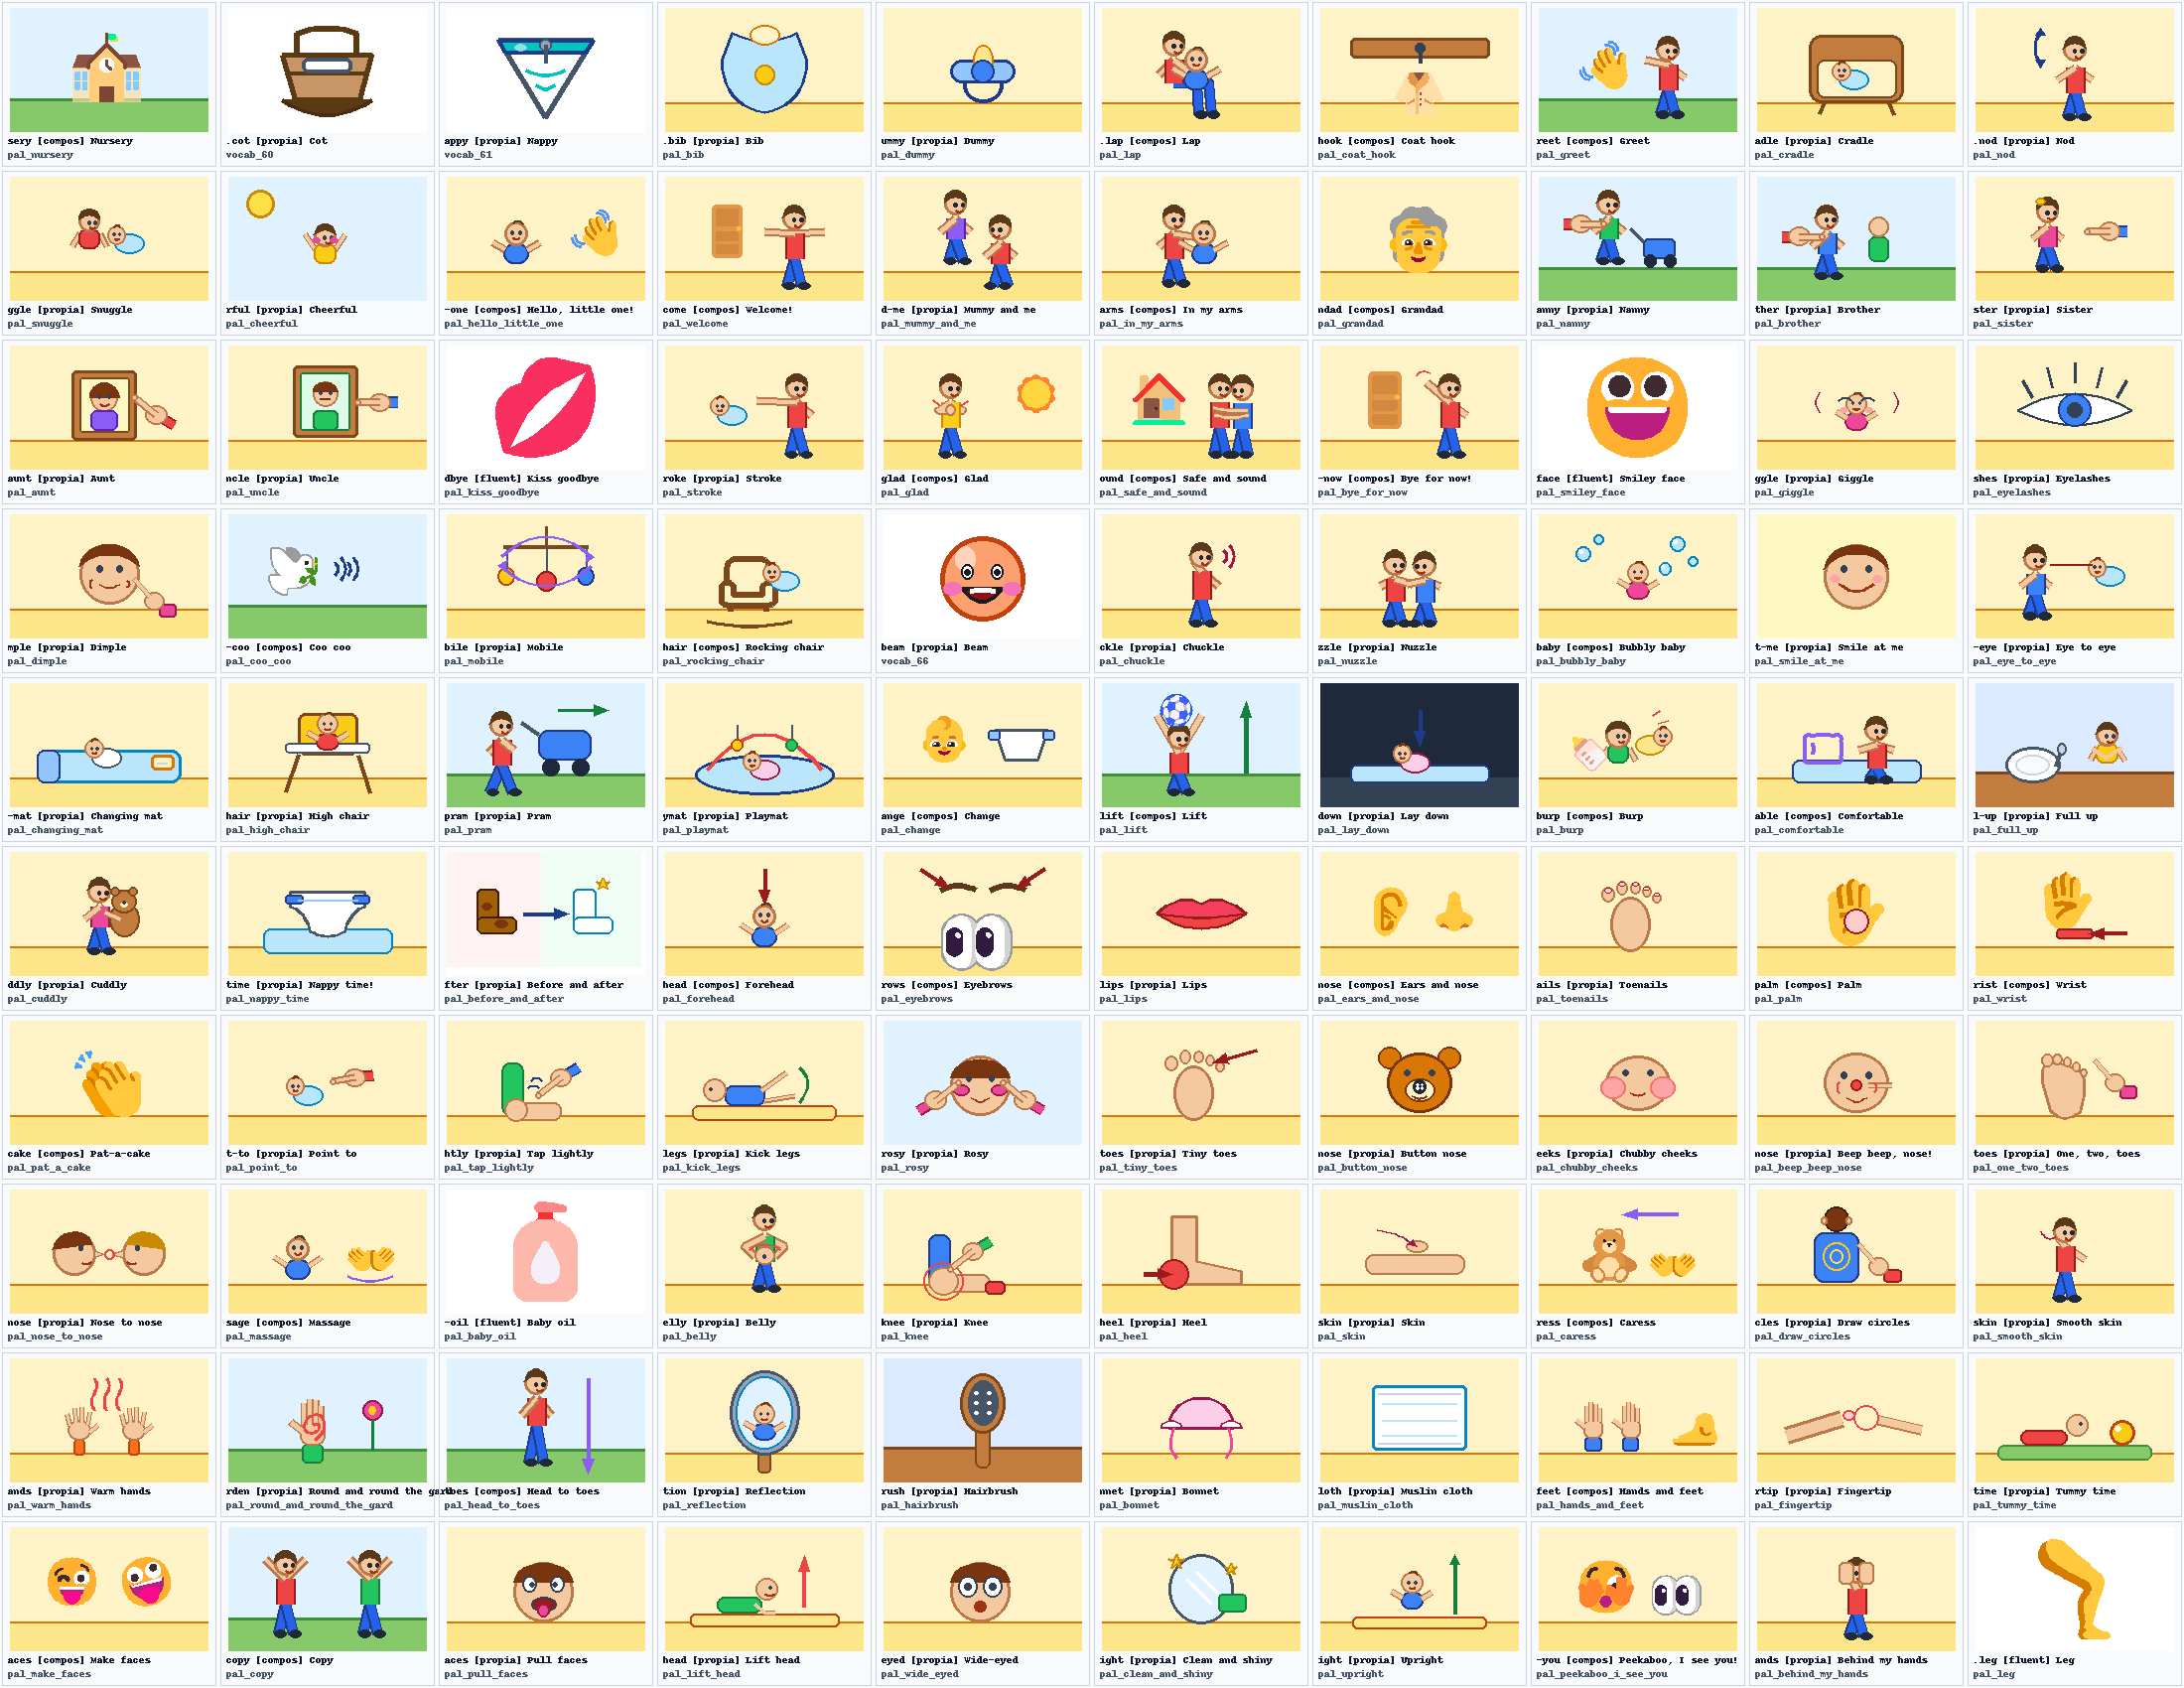 sery [compos] Nursery
pal_nursery
.cot [propia] Cot
vocab_60
appy [propia] Nappy
vocab_61
.bib [propia] Bib
pal_bib
ummy [propia] Dummy
pal_dummy
.lap [compos] Lap
pal_lap
hook [compos] Coat hook
pal_coat_hook
reet [compos] Greet
pal_greet
adle [propia] Cradle
pal_cradle
.nod [propia] Nod
pal_nod
ggle [propia] Snuggle
pal_snuggle
rful [propia] Cheerful
pal_cheerful
-one [compos] Hello, little one!
pal_hello_little_one
come [compos] Welcome!
pal_welcome
d-me [propia] Mummy and me
pal_mummy_and_me
arms [compos] In my arms
pal_in_my_arms
ndad [compos] Grandad
pal_grandad
anny [propia] Nanny
pal_nanny
ther [propia] Brother
pal_brother
ster [propia] Sister
pal_sister
aunt [propia] Aunt
pal_aunt
ncle [propia] Uncle
pal_uncle
dbye [fluent] Kiss goodbye
pal_kiss_goodbye
roke [propia] Stroke
pal_stroke
glad [compos] Glad
pal_glad
ound [compos] Safe and sound
pal_safe_and_sound
-now [compos] Bye for now!
pal_bye_for_now
face [fluent] Smiley face
pal_smiley_face
ggle [propia] Giggle
pal_giggle
shes [propia] Eyelashes
pal_eyelashes
mple [propia] Dimple
pal_dimple
-coo [compos] Coo coo
pal_coo_coo
bile [propia] Mobile
pal_mobile
hair [compos] Rocking chair
pal_rocking_chair
beam [propia] Beam
vocab_66
ckle [propia] Chuckle
pal_chuckle
zzle [propia] Nuzzle
pal_nuzzle
baby [compos] Bubbly baby
pal_bubbly_baby
t-me [propia] Smile at me
pal_smile_at_me
-eye [propia] Eye to eye
pal_eye_to_eye
-mat [propia] Changing mat
pal_changing_mat
hair [propia] High chair
pal_high_chair
pram [propia] Pram
pal_pram
ymat [propia] Playmat
pal_playmat
ange [compos] Change
pal_change
lift [compos] Lift
pal_lift
down [propia] Lay down
pal_lay_down
burp [compos] Burp
pal_burp
able [compos] Comfortable
pal_comfortable
l-up [propia] Full up
pal_full_up
ddly [propia] Cuddly
pal_cuddly
time [propia] Nappy time!
pal_nappy_time
fter [propia] Before and after
pal_before_and_after
head [compos] Forehead
pal_forehead
rows [compos] Eyebrows
pal_eyebrows
lips [propia] Lips
pal_lips
nose [compos] Ears and nose
pal_ears_and_nose
ails [propia] Toenails
pal_toenails
palm [compos] Palm
pal_palm
rist [compos] Wrist
pal_wrist
cake [compos] Pat-a-cake
pal_pat_a_cake
t-to [propia] Point to
pal_point_to
htly [propia] Tap lightly
pal_tap_lightly
legs [propia] Kick legs
pal_kick_legs
rosy [propia] Rosy
pal_rosy
toes [propia] Tiny toes
pal_tiny_toes
nose [propia] Button nose
pal_button_nose
eeks [propia] Chubby cheeks
pal_chubby_cheeks
nose [propia] Beep beep, nose!
pal_beep_beep_nose
toes [propia] One, two, toes
pal_one_two_toes
nose [propia] Nose to nose
pal_nose_to_nose
sage [compos] Massage
pal_massage
-oil [fluent] Baby oil
pal_baby_oil
elly [propia] Belly
pal_belly
knee [propia] Knee
pal_knee
heel [propia] Heel
pal_heel
skin [propia] Skin
pal_skin
ress [compos] Caress
pal_caress
cles [propia] Draw circles
pal_draw_circles
skin [propia] Smooth skin
pal_smooth_skin
ands [propia] Warm hands
pal_warm_hands
rden [propia] Round and round the gard
pal_round_and_round_the_gard
toes [compos] Head to toes
pal_head_to_toes
tion [propia] Reflection
pal_reflection
rush [propia] Hairbrush
pal_hairbrush
nnet [propia] Bonnet
pal_bonnet
loth [propia] Muslin cloth
pal_muslin_cloth
feet [compos] Hands and feet
pal_hands_and_feet
rtip [propia] Fingertip
pal_fingertip
time [propia] Tummy time
pal_tummy_time
aces [compos] Make faces
pal_make_faces
copy [compos] Copy
pal_copy
aces [propia] Pull faces
pal_pull_faces
head [propia] Lift head
pal_lift_head
eyed [propia] Wide-eyed
pal_wide_eyed
ight [propia] Clean and shiny
pal_clean_and_shiny
ight [propia] Upright
pal_upright
-you [compos] Peekaboo, I see you!
pal_peekaboo_i_see_you
ands [propia] Behind my hands
pal_behind_my_hands
.leg [fluent] Leg
pal_leg